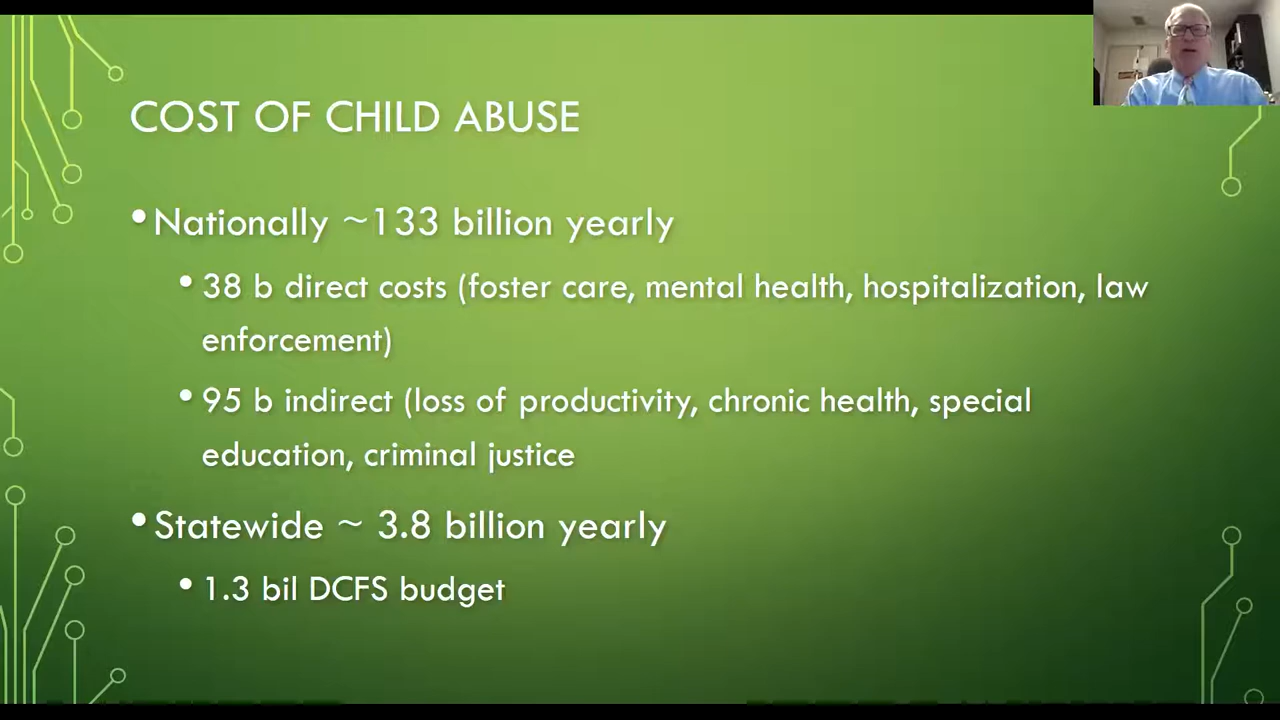 COST OF CHILD ABUSE
•Nationally ~133 billion yearly
• 38 b direct costs (foster care, mental health, hospitalization, law
enforcement)
• 95 b indirect (loss of productivity, chronic health, special
education, criminal justice
•Statewide ~ 3.8 billion yearly
• 1.3 bil DCFS budget